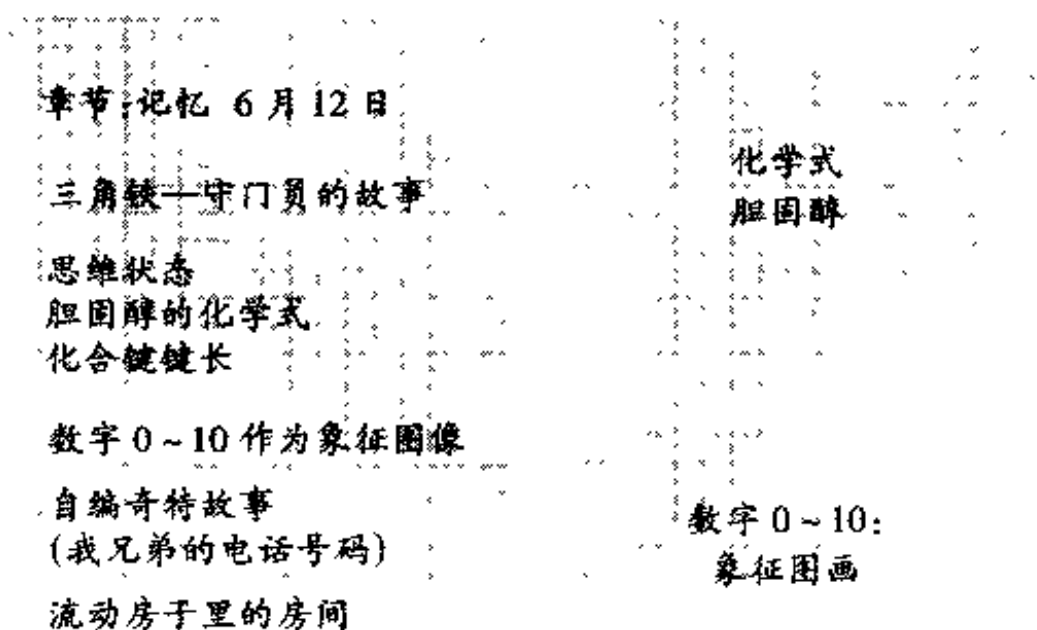 章节:记忆 6月12日
三角铁—守门员的故事
思维状态
胆固醇的化学式
化合键键长
数字0~10作为象征图像
自编奇特故事
(我兄弟的电话号码)
流动房子里的房间
化学式
胆固醇
数字0~10:
象征图画